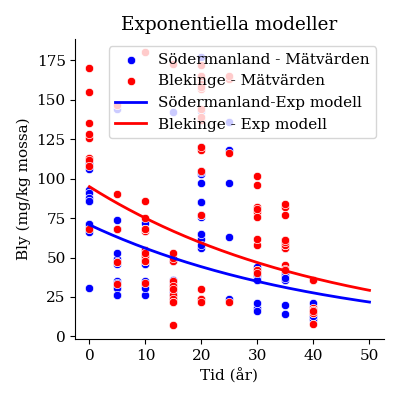 Exponentiella modeller
Södermanland - Mätvärden
Blekinge - Mätvärden
Södermanland-Exp modell
Blekinge - Exp modell
Bly (mg/kg mossa)
175
150
125
100
75
50
25
0
0 10 20 30 40 50
Tid (år)